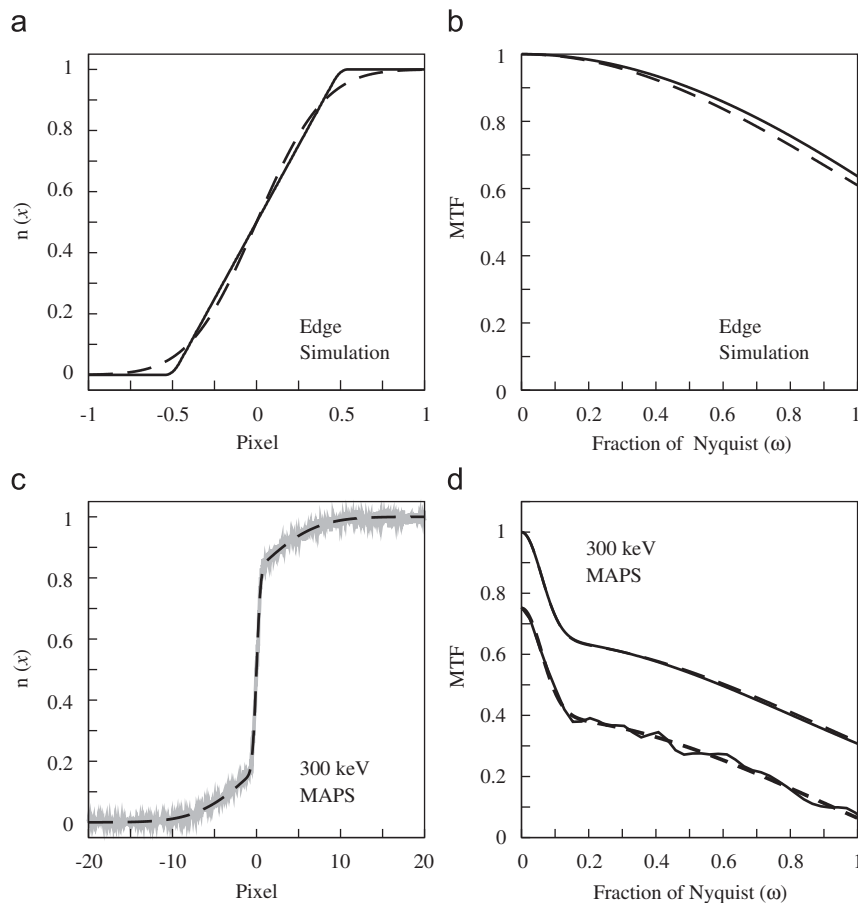 a
1
0.8
0.6
0.4
0.2
0
n (x)
-1
-0.5
0
0.5
1
Pixel
Edge
Simulation
b
1
0.8
0.6
0.4
0.2
0
MTF
0
0.2
0.4
0.6
0.8
1
Fraction of Nyquist (ω)
Edge
Simulation
c
1
0.8
0.6
0.4
0.2
0
n (x)
-20
-10
0
10
20
Pixel
300 keV
MAPS
d
1
0.8
0.6
0.4
0.2
0
MTF
0
0.2
0.4
0.6
0.8
1
Fraction of Nyquist (ω)
300 keV
MAPS